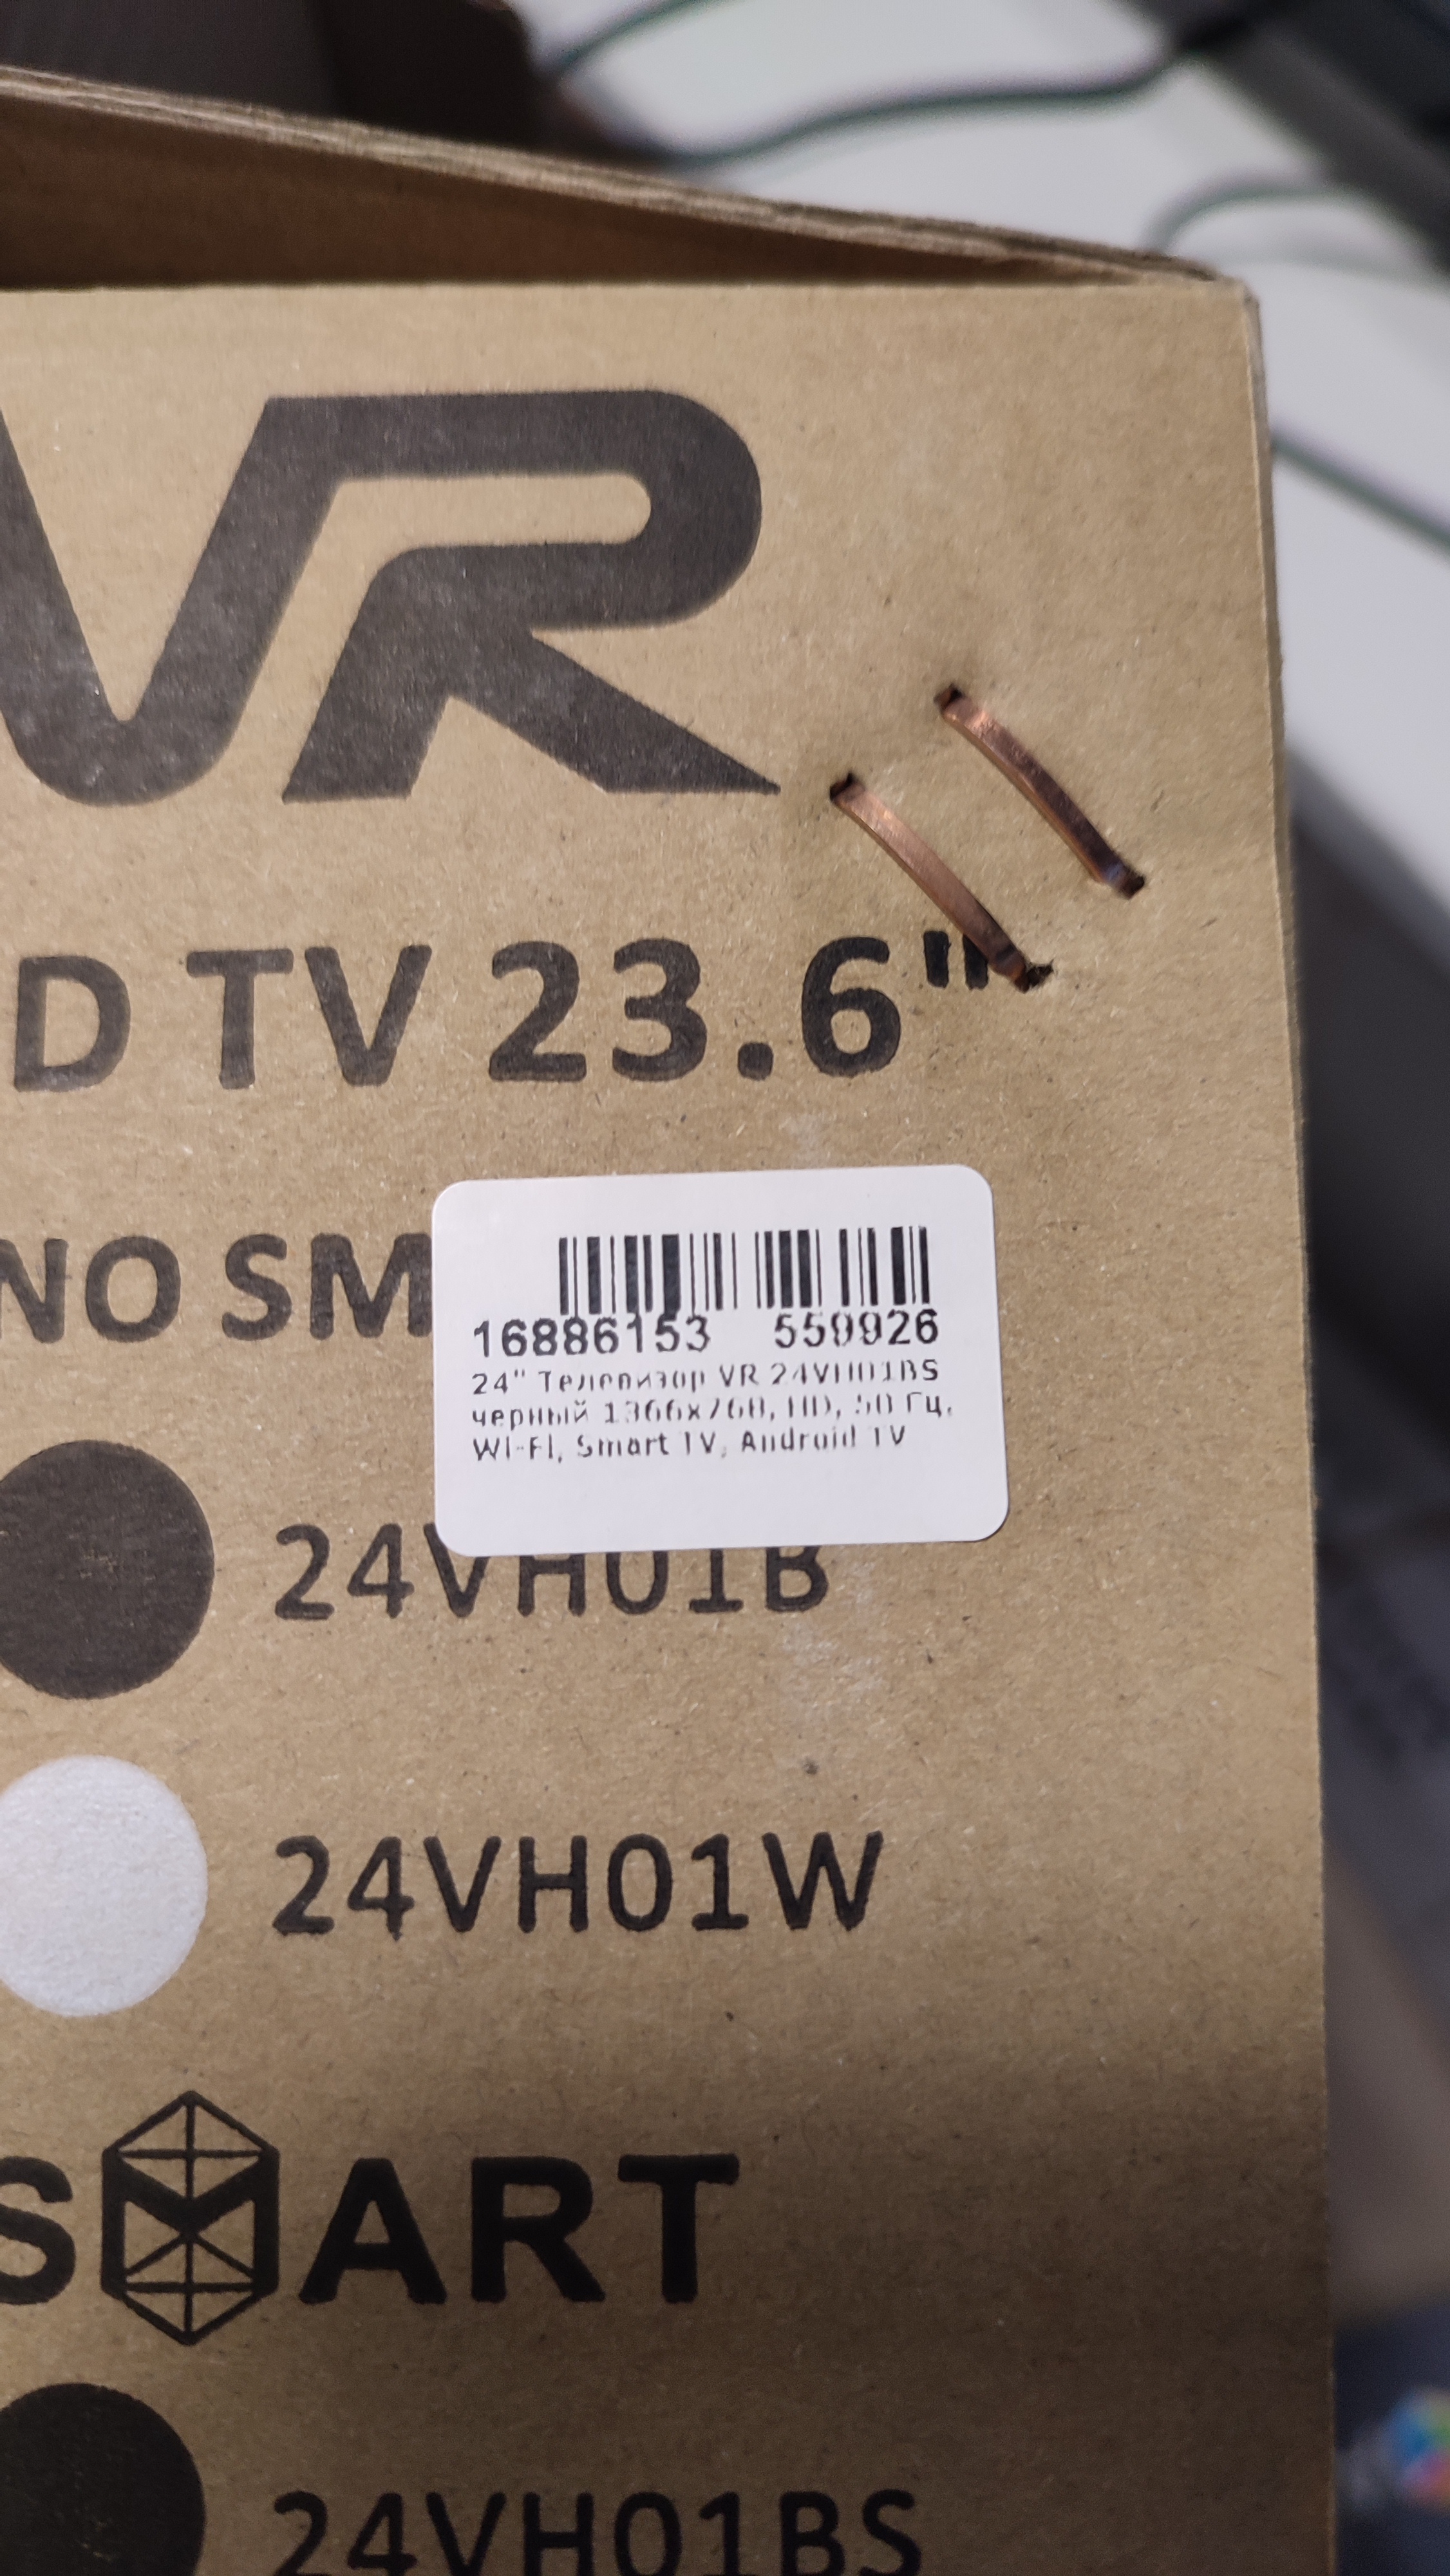 VR
D TV 23.6"
NO SM
16886153 559926
24" Телевизор VR 24VH01BS
черный 1366x768, HD, 50 Гц,
Wi-Fi, Smart TV, Android TV
24VH01B
24VH01W
SMART
24VH01BS